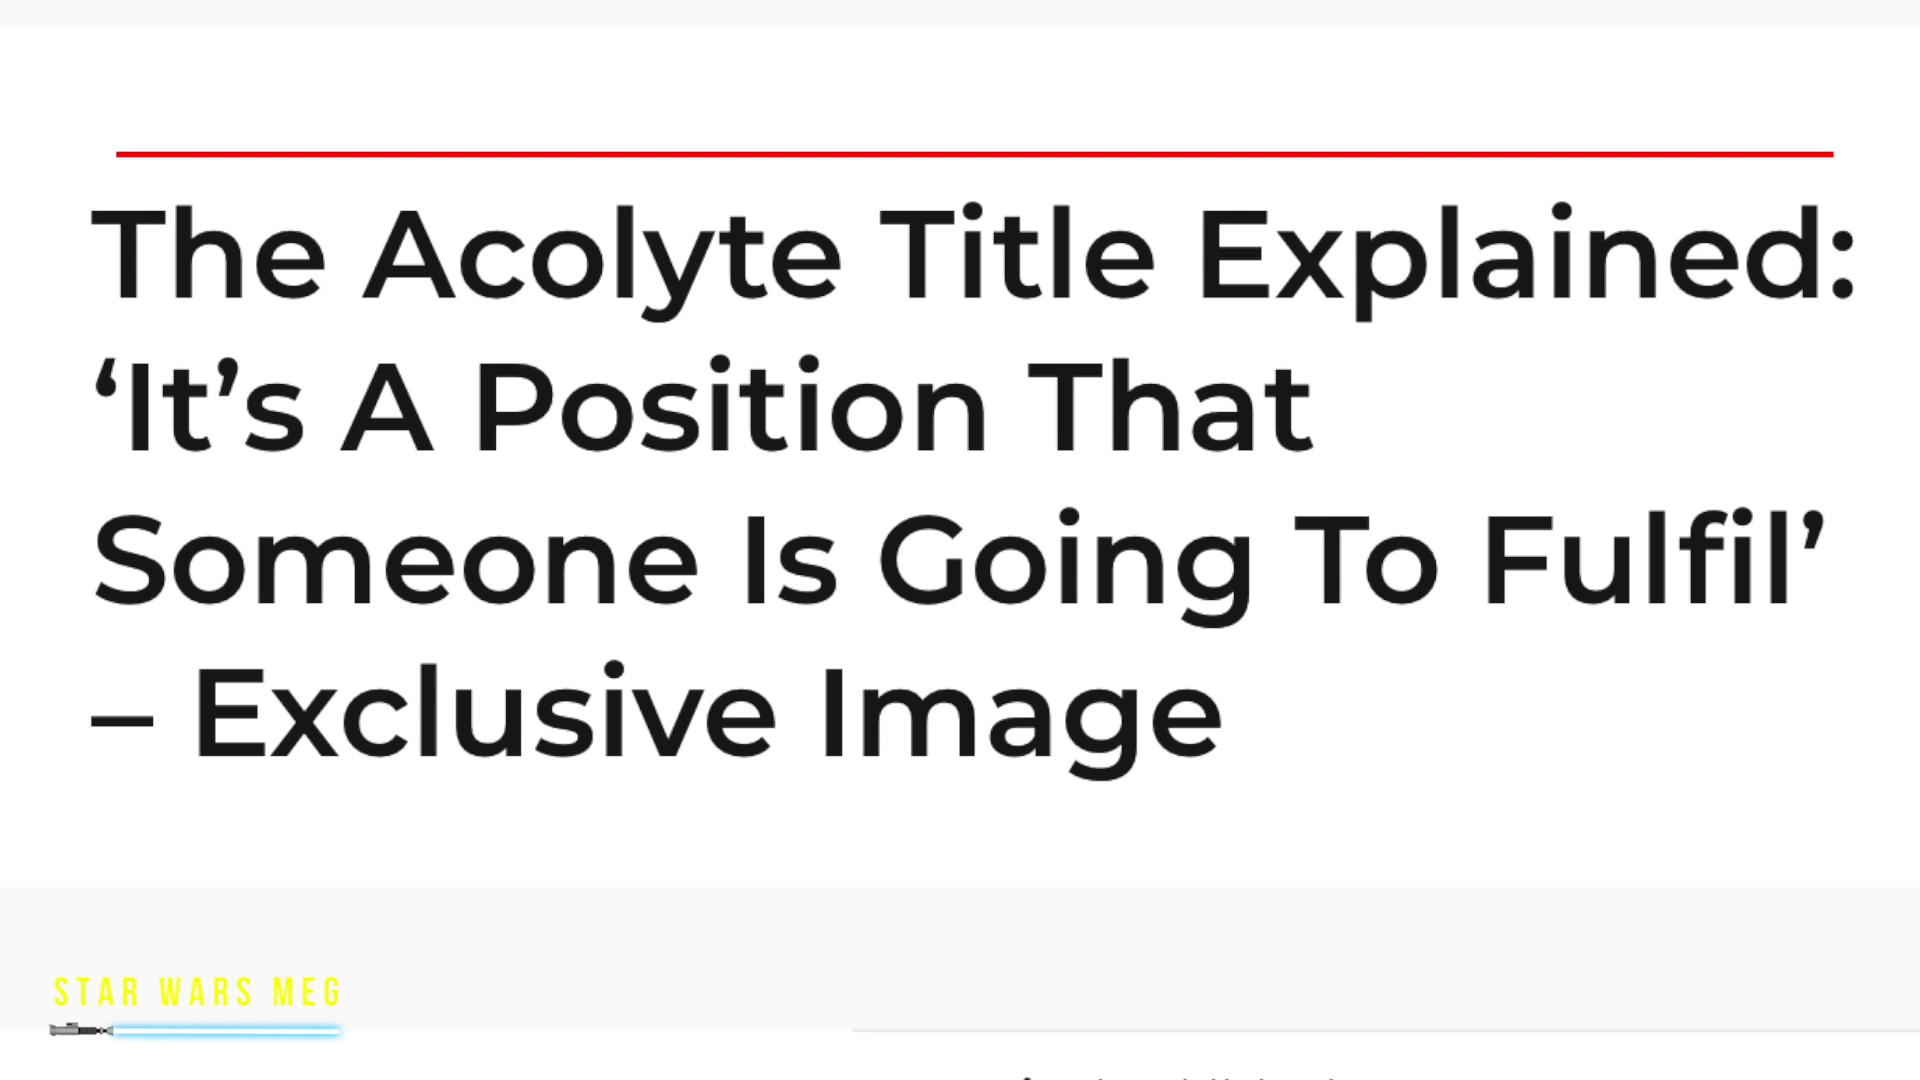 The Acolyte Title Explained:
‘It’s A Position That
Someone Is Going To Fulfil’
– Exclusive Image
STAR WARS MEG